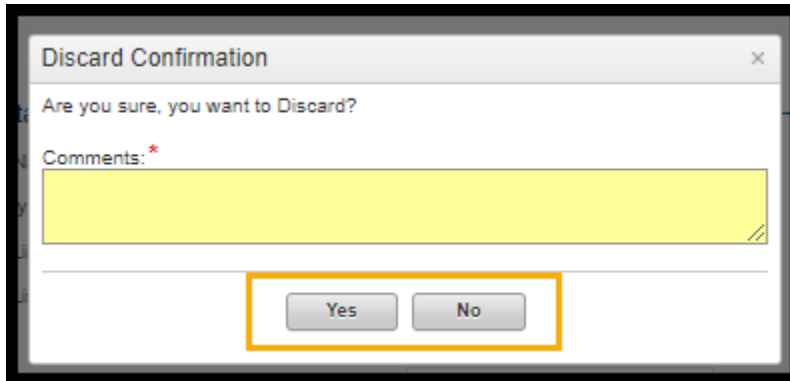 Discard Confirmation ×
Are you sure, you want to Discard?
Comments:*
Yes No